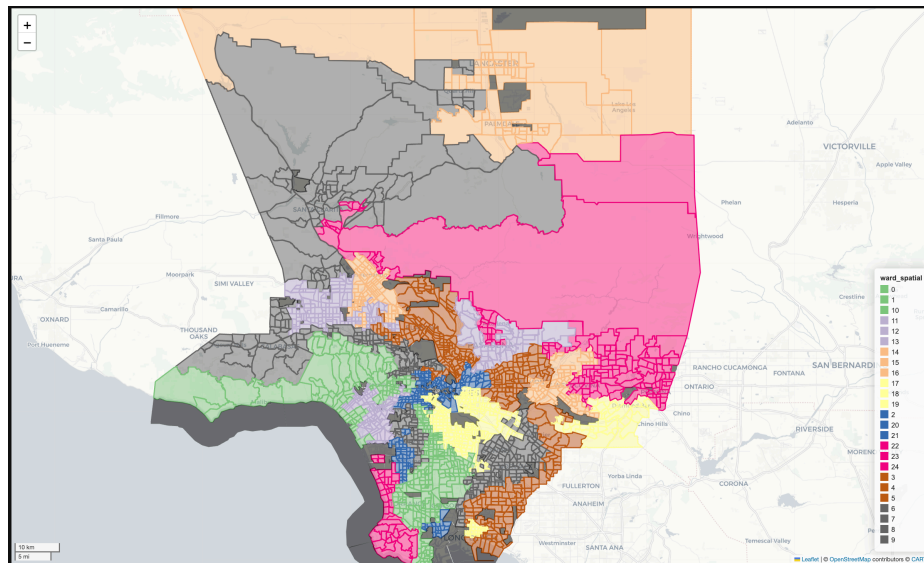 +
−
LANCASTER
Lake Los
Angeles
PALM
Adelanto
VICTORVILLE
Apple Valley
Phelan
Hesperia
Fillmore
Santa Paula
Wrightwood
Moorpark
SIMI VALLEY
Crestline
Camarillo
OXNARD
THOUSAND
OAKS
Port Hueneme
RANCHO CUCAMONGA
FONTANA
SAN BERNARDI
ONTARIO
Chino
Chino Hills
RIVERSIDE
MORENO
Yorba Linda
FULLERTON
CORONA
ANAHEIM
Westminster
SANTA ANA
Temescal Valley
LONG
ward_spatial
0
1
10
11
12
13
14
15
16
17
18
19
2
20
21
22
23
24
3
4
5
6
7
8
9
10 km
5 mi
Leaflet | © OpenStreetMap contributors © CAR